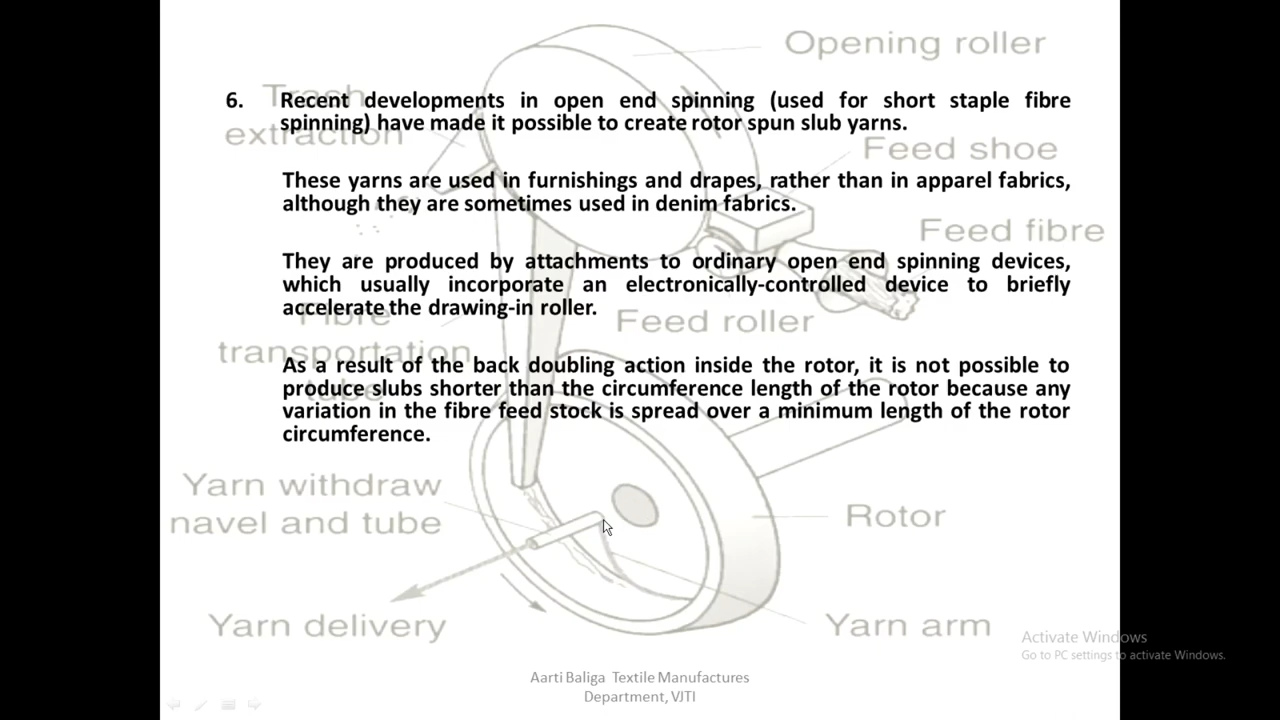 Opening roller
Trash
extraction
6. Recent developments in open end spinning (used for short staple fibre
spinning) have made it possible to create rotor spun slub yarns.
Feed shoe
These yarns are used in furnishings and drapes, rather than in apparel fabrics,
although they are sometimes used in denim fabrics.
Feed fibre
They are produced by attachments to ordinary open end spinning devices,
which usually incorporate an electronically-controlled device to briefly
accelerate the drawing-in roller.
Fibre
transportation
tube
Feed roller
As a result of the back doubling action inside the rotor, it is not possible to
produce slubs shorter than the circumference length of the rotor because any
variation in the fibre feed stock is spread over a minimum length of the rotor
circumference.
Yarn withdraw
navel and tube
Rotor
Yarn delivery
Yarn arm
Activate Windows
Go to PC settings to activate Windows.
Aarti Baliga Textile Manufactures
Department, VJTI